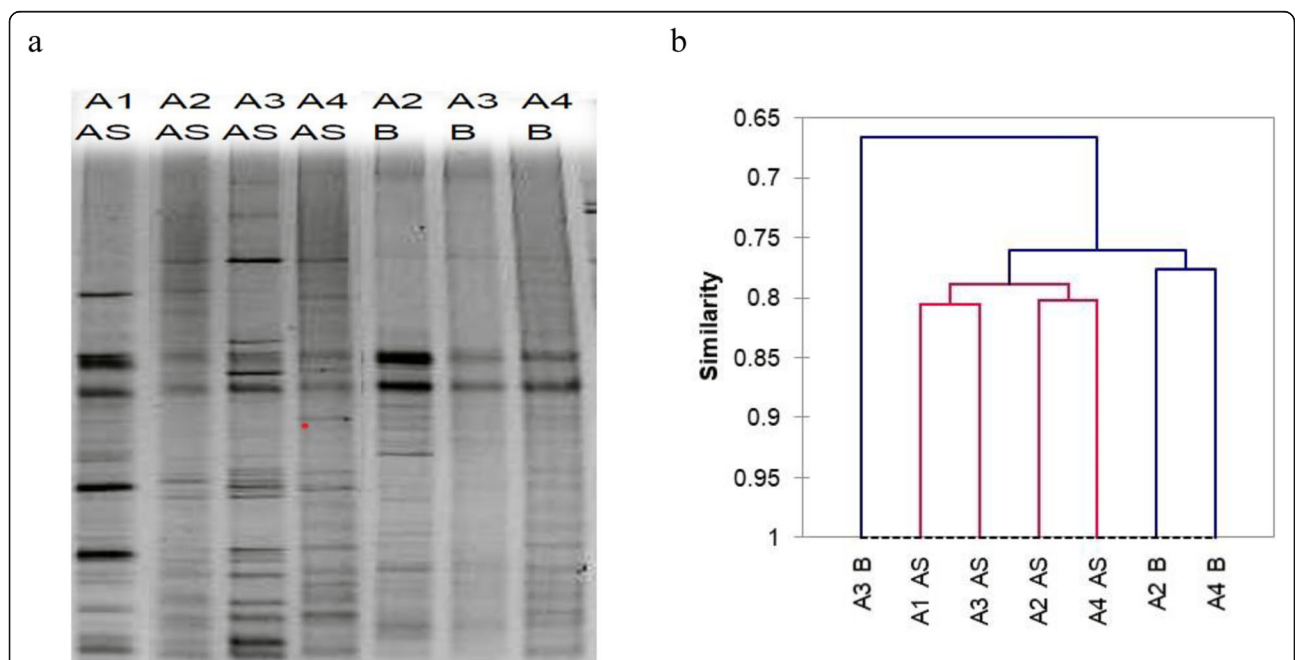 a
A1 A2 A3 A4 A2 A3 A4
AS AS AS AS B B B
b
Similarity
0.65
0.7
0.75
0.8
0.85
0.9
0.95
1
A3 B
A1 AS
A3 AS
A2 AS
A4 AS
A2 B
A4 B